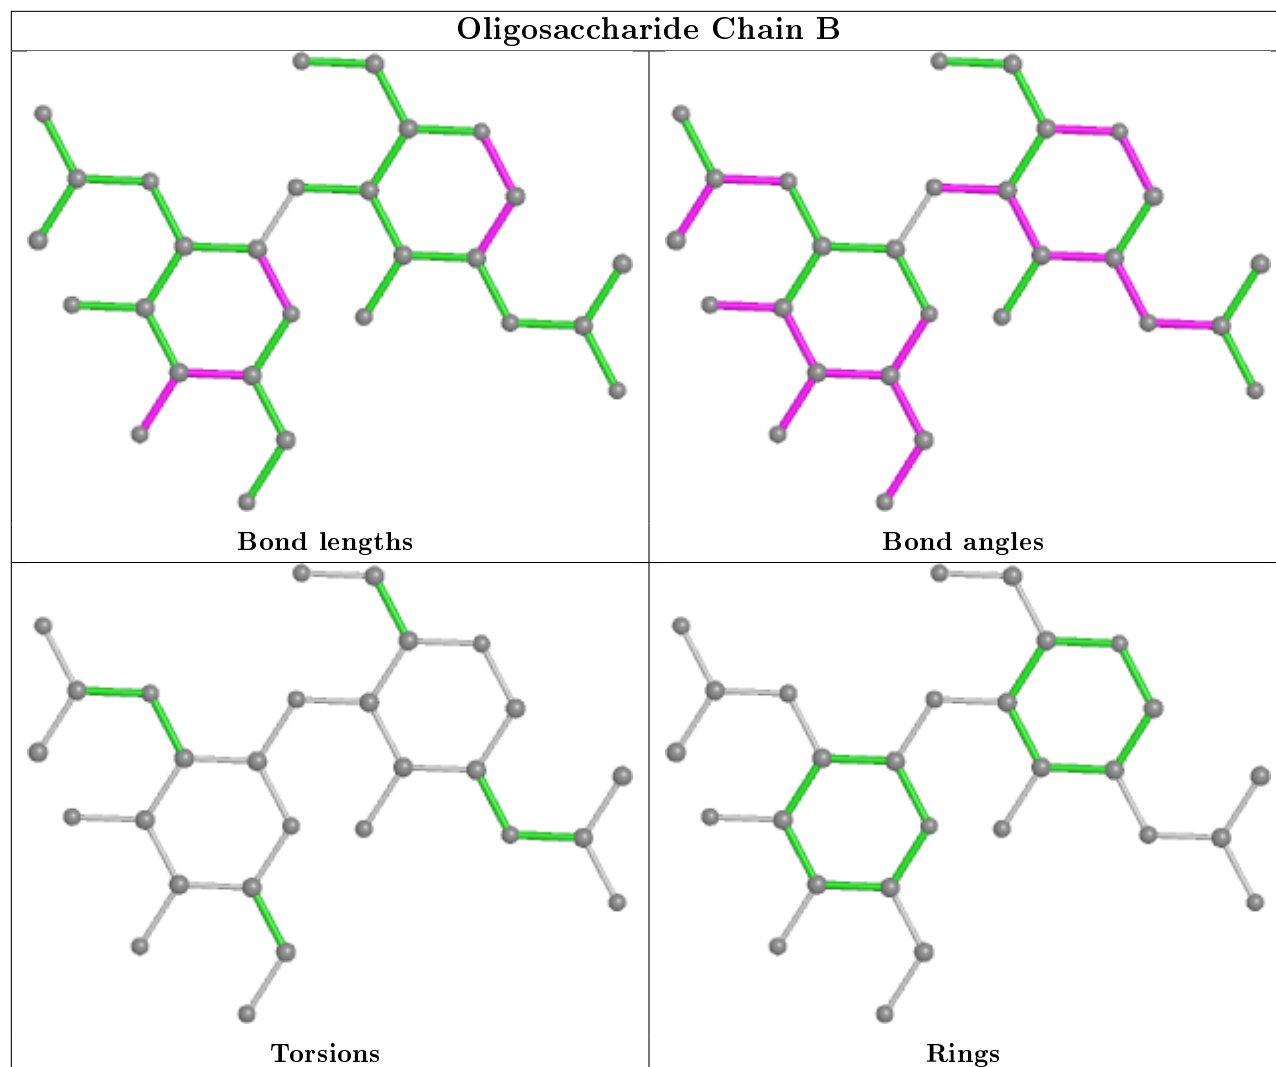 Oligosaccharide Chain B
Bond lengths
Bond angles
Torsions
Rings